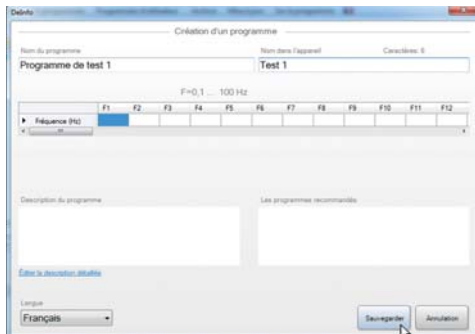 DeInfo
Création d'un programme
Nom du programme
Nom dans l'appareil
Caractères: 6
Programme de test 1
Test 1
F=0,1 ... 100 Hz
F1 F2 F3 F4 F5 F6 F7 F8 F9 F10 F11 F12
Fréquence (Hz)
Description du programme
Les programmes recommandés
Éditer la description détaillée
Langue
Français
Sauvegarder
Annulation